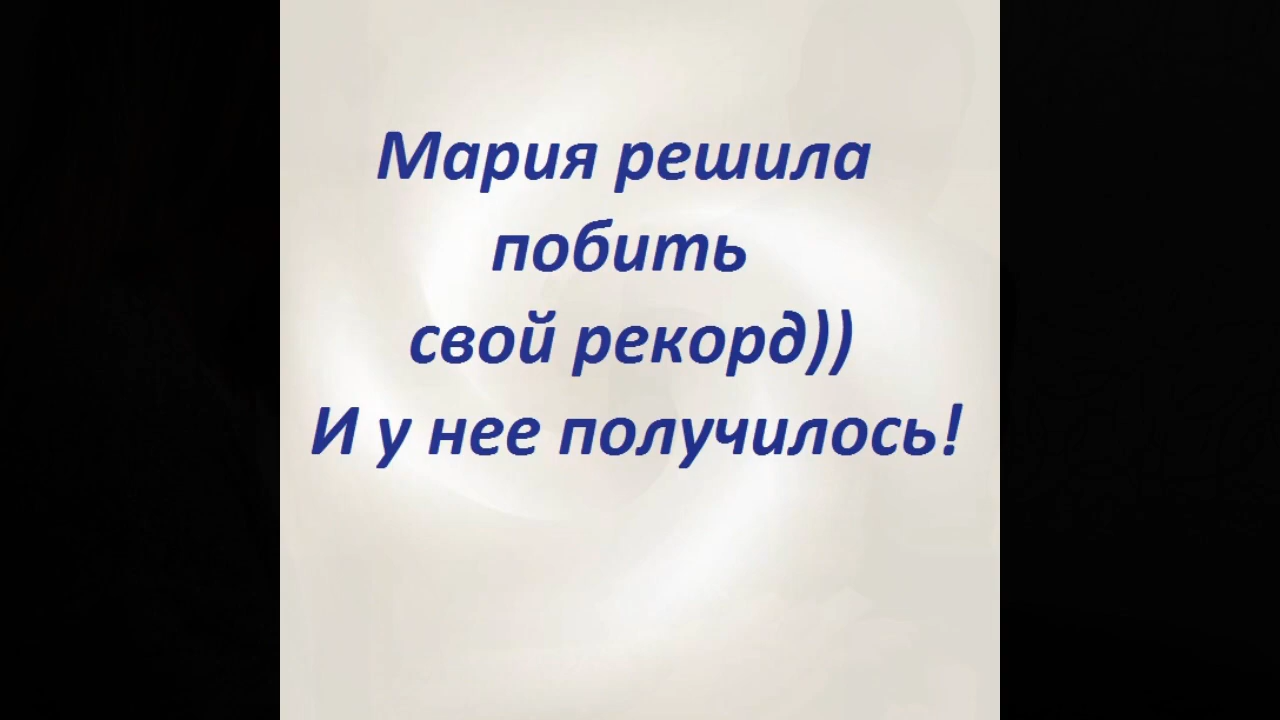 Мария решила
побить
свой рекорд))
И у нее получилось!